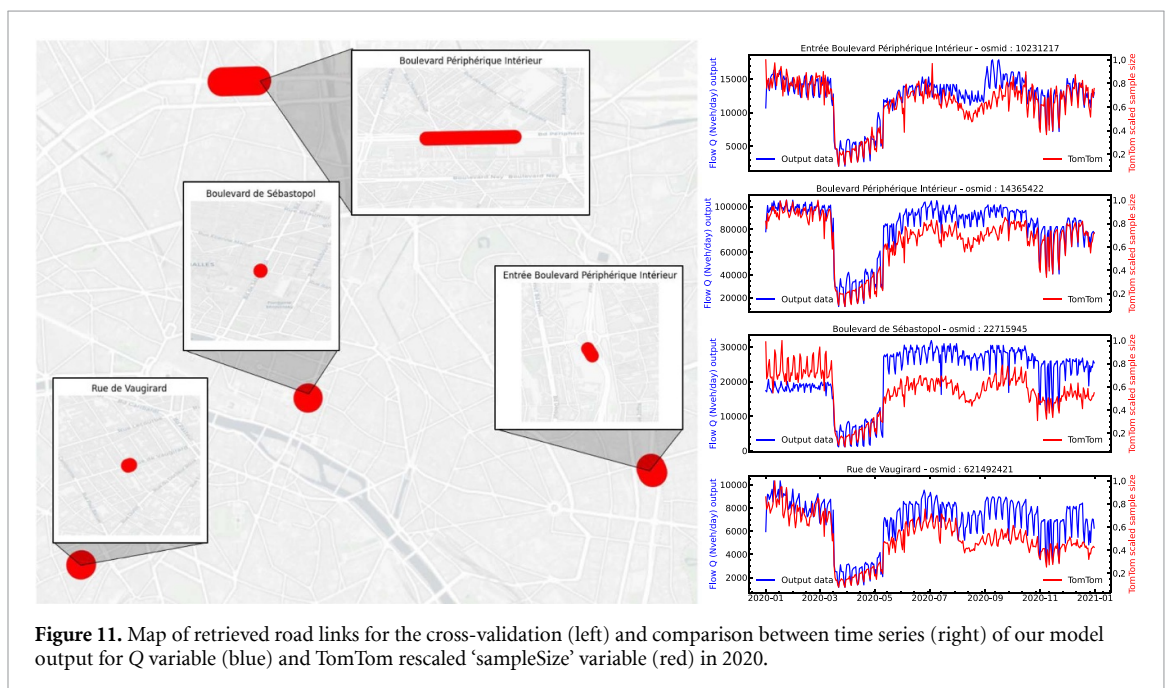 Boulevard Périphérique Intérieur
Boulevard de Sébastopol
Entrée Boulevard Périphérique Intérieur
Rue de Vaugirard
Entrée Boulevard Périphérique Intérieur - osmid : 10231217
Flow Q (Nveh/day) output
15000
10000
5000
Output data
TomTom
1.0
0.8
0.6
0.4
0.2
TomTom scaled sample size
Boulevard Périphérique Intérieur - osmid : 14365422
Flow Q (Nveh/day) output
100000
80000
60000
40000
20000
Output data
TomTom
1.0
0.8
0.6
0.4
0.2
TomTom scaled sample size
Boulevard de Sébastopol - osmid : 22715945
Flow Q (Nveh/day) output
30000
20000
10000
0
Output data
TomTom
1.0
0.8
0.6
0.4
0.2
TomTom scaled sample size
Rue de Vaugirard - osmid : 621492421
Flow Q (Nveh/day) output
10000
8000
6000
4000
2000
Output data
TomTom
1.0
0.8
0.6
0.4
0.2
TomTom scaled sample size
2020-01 2020-03 2020-05 2020-07 2020-09 2020-11 2021-01
Figure 11. Map of retrieved road links for the cross-validation (left) and comparison between time series (right) of our model
output for Q variable (blue) and TomTom rescaled ‘sampleSize’ variable (red) in 2020.